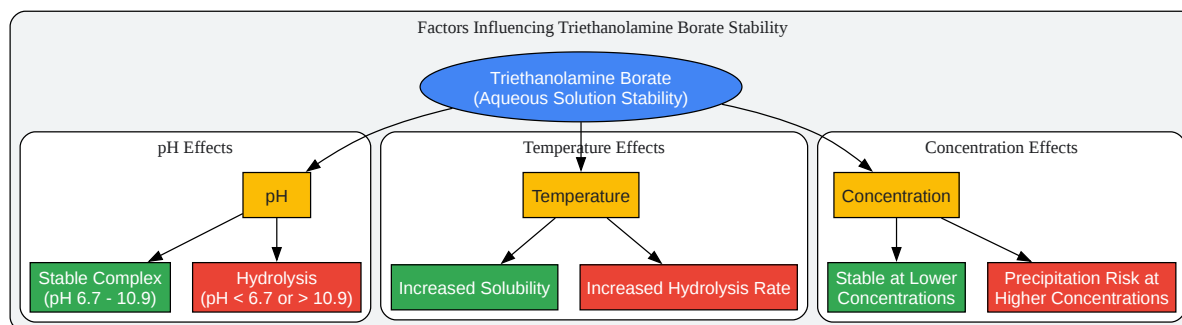 Factors Influencing Triethanolamine Borate Stability
Triethanolamine Borate
(Aqueous Solution Stability)
pH Effects
Temperature Effects
Concentration Effects
pH
Temperature
Concentration
Stable Complex
(pH 6.7 - 10.9)
Hydrolysis
(pH < 6.7 or > 10.9)
Increased Solubility
Increased Hydrolysis Rate
Stable at Lower
Concentrations
Precipitation Risk at
Higher Concentrations